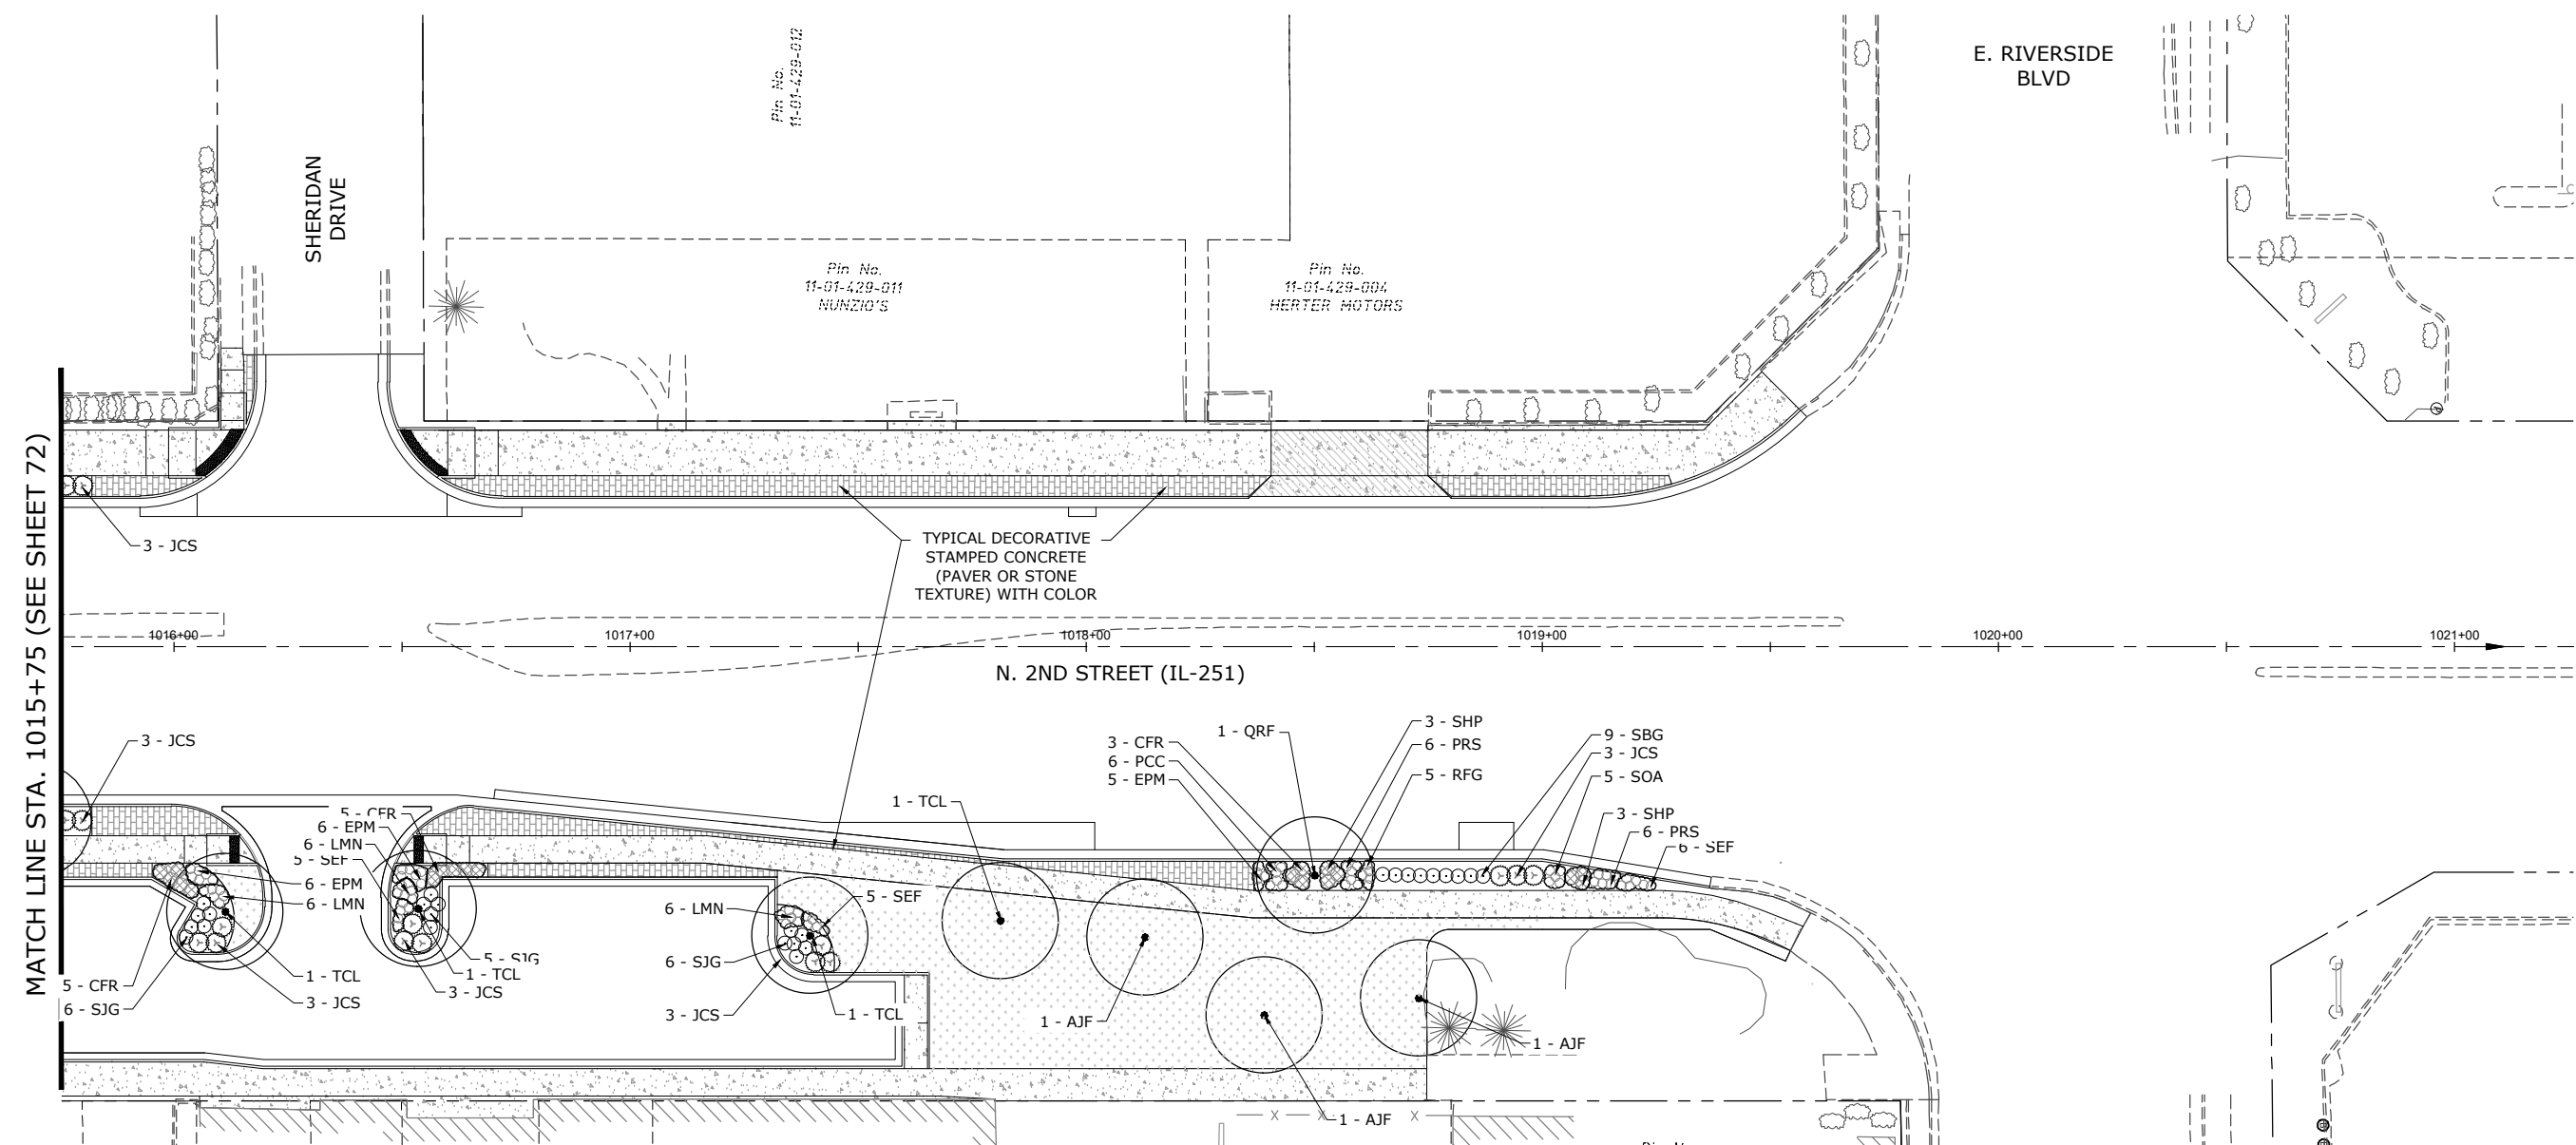 E. RIVERSIDE
BLVD
Pin No.
11-01-429-012
SHERIDAN
DRIVE
Pin No.
11-01-429-011
NUNZIO'S
Pin No.
11-01-429-004
HERTER MOTORS
MATCH LINE STA. 1015+75 (SEE SHEET 72)
3 - JCS
TYPICAL DECORATIVE
STAMPED CONCRETE
(PAVER OR STONE
TEXTURE) WITH COLOR
1016+00
1017+00
1018+00
1019+00
1020+00
1021+00
N. 2ND STREET (IL-251)
3 - JCS
3 - CFR
6 - PCC
5 - EPM
1 - QRF
3 - SHP
6 - PRS
5 - RFG
9 - SBG
3 - JCS
5 - SOA
3 - SHP
6 - PRS
6 - SEF
1 - TCL
5 - CFR
6 - EPM
6 - LMN
5 - SEF
6 - EPM
6 - LMN
5 - CFR
6 - SJG
1 - TCL
3 - JCS
5 - SJG
1 - TCL
3 - JCS
6 - LMN
5 - SEF
6 - SJG
3 - JCS
1 - TCL
1 - AJF
1 - AJF
1 - AJF